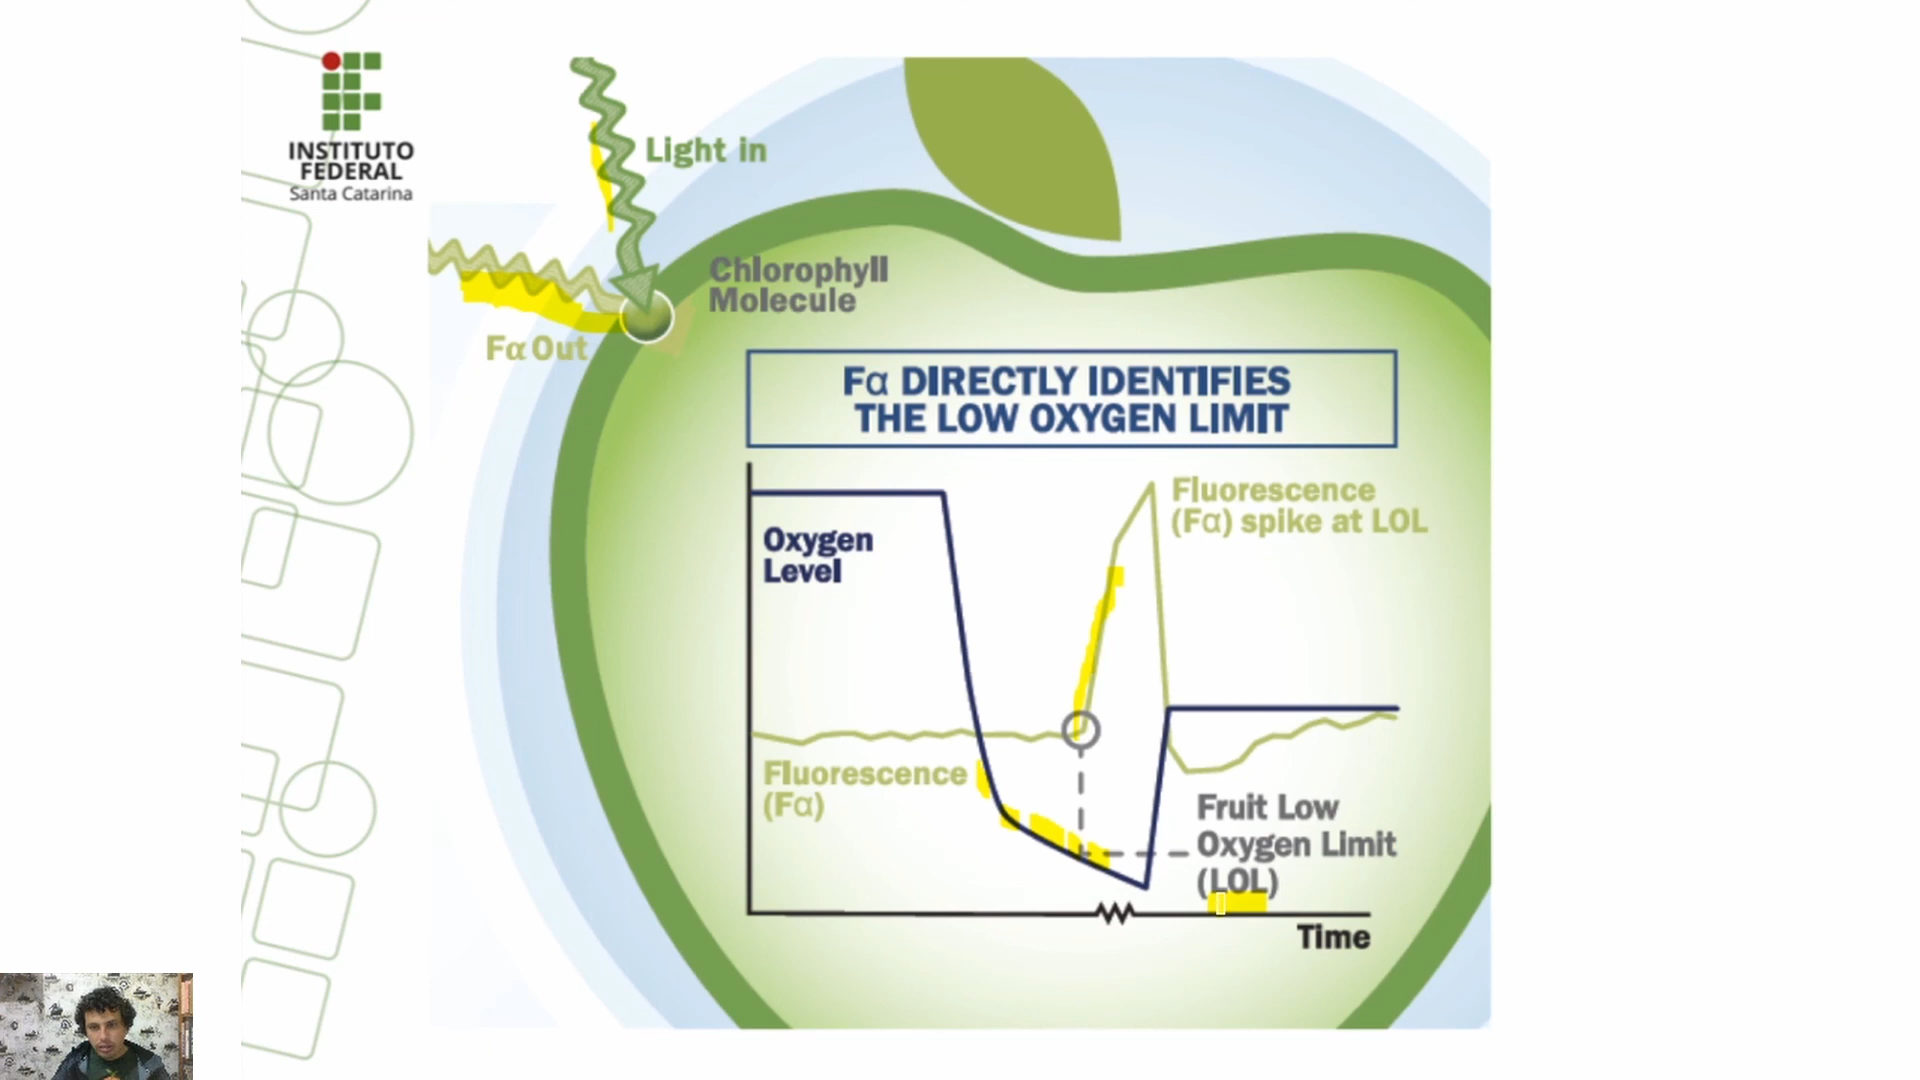 INSTITUTO
FEDERAL
Santa Catarina
Light in
Chlorophyll
Molecule
Fα Out
Fα DIRECTLY IDENTIFIES
THE LOW OXYGEN LIMIT
Fluorescence
(Fα) spike at LOL
Oxygen
Level
Fluorescence
(Fα)
Fruit Low
Oxygen Limit
(LOL)
Time